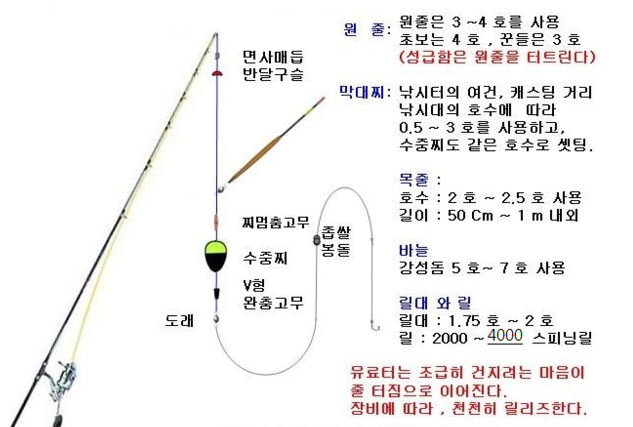 면사매듭
반달구슬
찌멈춤고무
수중찌
V형
완충고무
도래
좁쌀
봉돌
원 줄: 원줄은 3 ~4 호를 사용
초보는 4 호 , 꾼들은 3 호
(성급함은 원줄을 터트린다)
막대찌: 낚시터의 여건, 캐스팅 거리
낚시대의 호수에 따라
0.5 ~ 3 호를 사용하고,
수중찌도 같은 호수로 셋팅.
목줄 :
호수 : 2 호 ~ 2.5 호 사용
길이 : 50 Cm ~ 1 m 내외
바늘
감성돔 5 호~ 7 호 사용
릴대 와 릴
릴대 : 1.75 호 ~ 2 호
릴 : 2000 ~ 4000 스피닝릴
유료터는 조급히 건지려는 마음이
줄 터짐으로 이어진다.
장비에 따라 , 천천히 릴리즈한다.